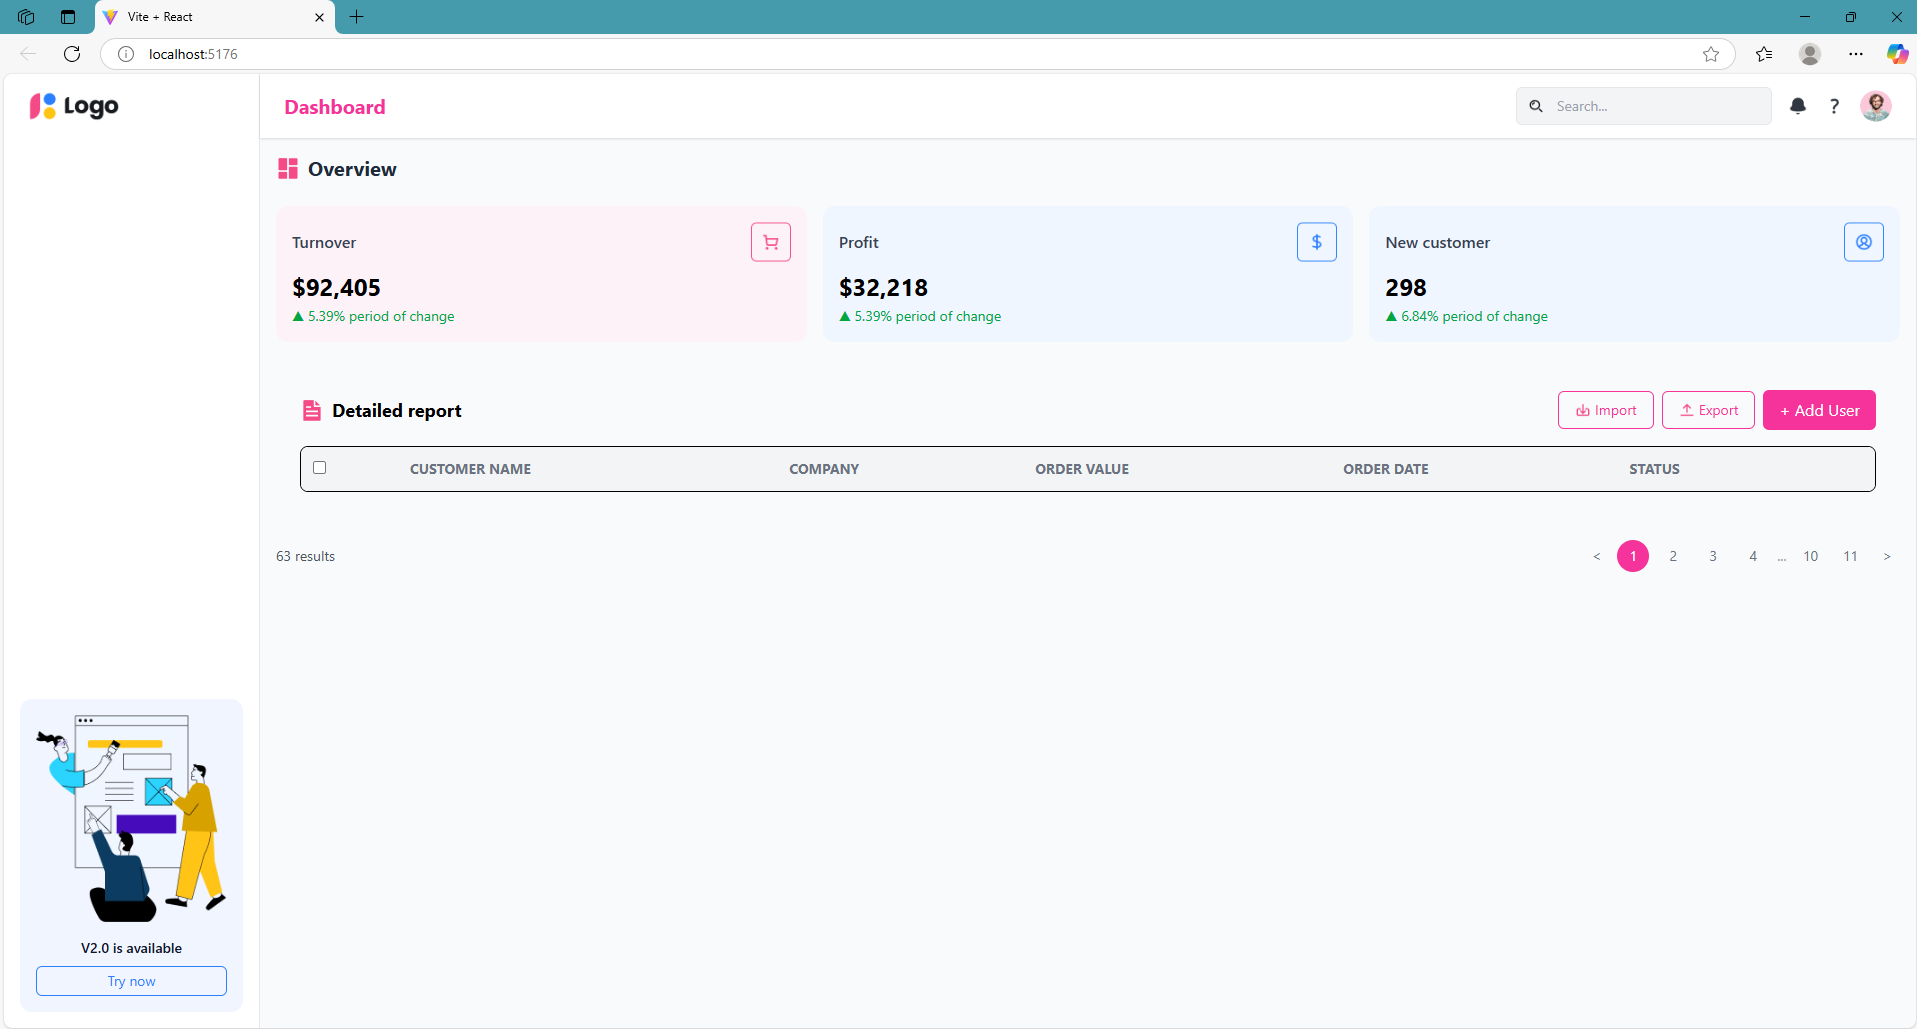 Vite + React
localhost:5176
Logo
Dashboard
Search...
?
Overview
Turnover
$92,405
▲ 5.39% period of change
Profit
$
$32,218
▲ 5.39% period of change
New customer
298
▲ 6.84% period of change
Detailed report
Import
Export
+ Add User
CUSTOMER NAME COMPANY ORDER VALUE ORDER DATE STATUS
63 results
< 1 2 3 4 ... 10 11 >
V2.0 is available
Try now